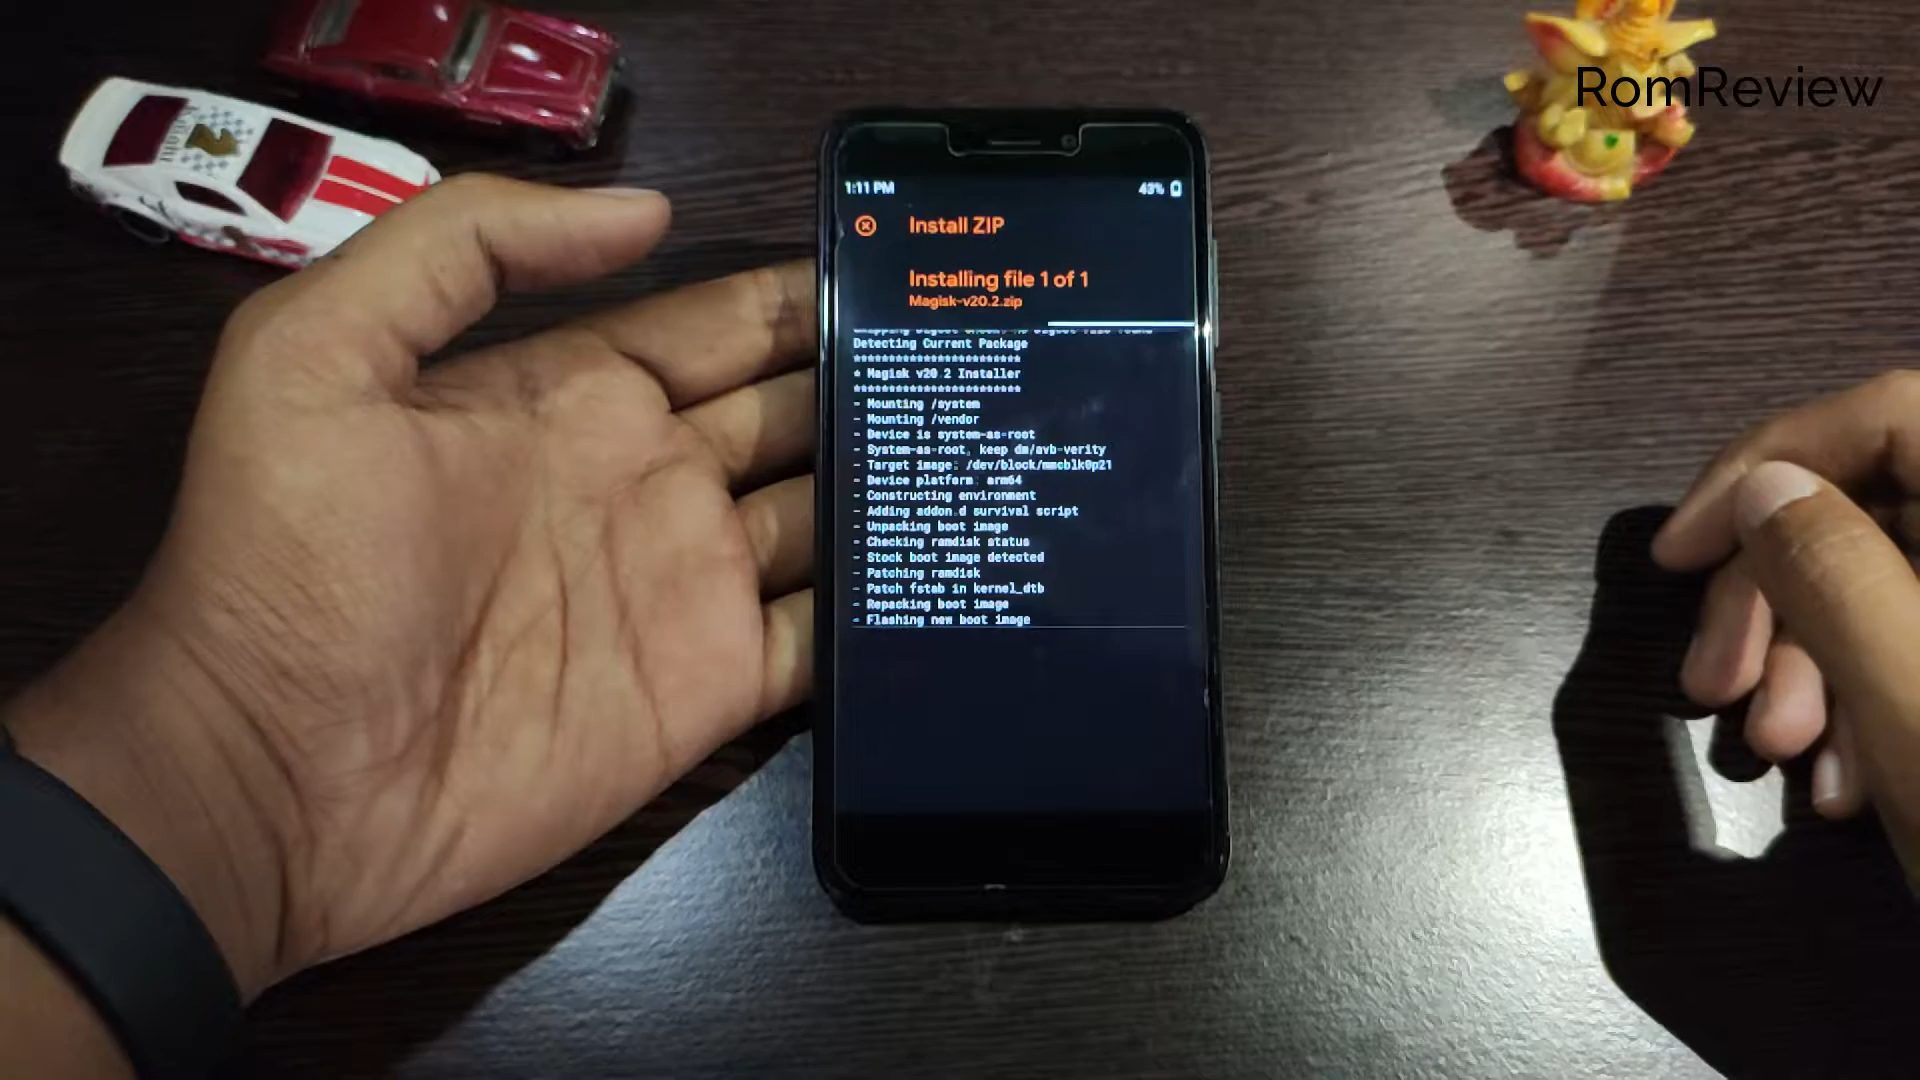 RomReview
1:11 PM
43%
Install ZIP
Installing file 1 of 1
Magisk-v20.2.zip
Detecting Current Package
************************
* Magisk v20.2 Installer
************************
- Mounting /system
- Mounting /vendor
- Device is system-as-root
- System-as-root, keep dm/avb-verity
- Target image: /dev/block/mmcblk0p21
- Device platform: arm64
- Constructing environment
- Adding addon.d survival script
- Unpacking boot image
- Checking ramdisk status
- Stock boot image detected
- Patching ramdisk
- Patch fstab in kernel_dtb
- Repacking boot image
- Flashing new boot image